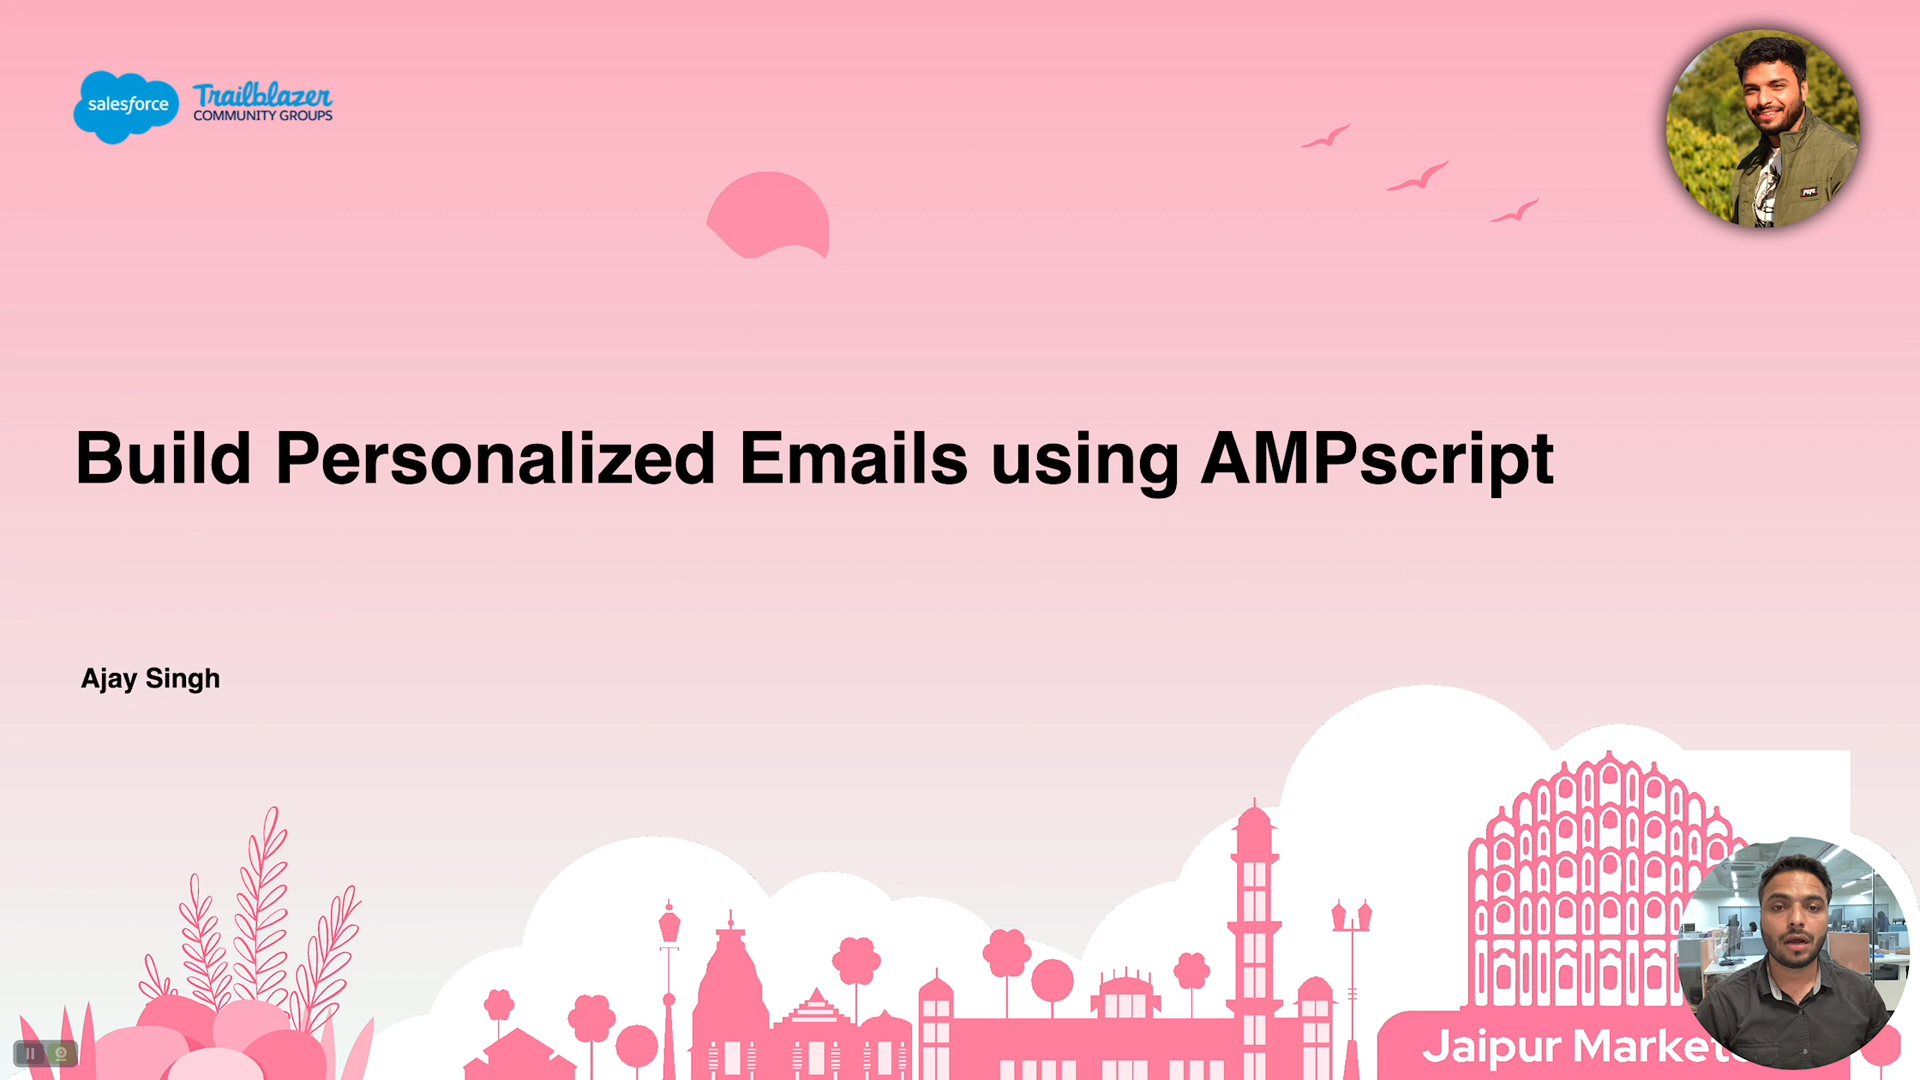 salesforce
Trailblazer
COMMUNITY GROUPS
Build Personalized Emails using AMPscript
Ajay Singh
Jaipur Market